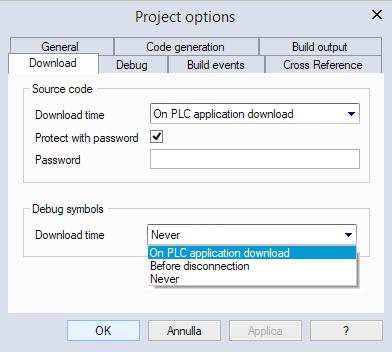 Project options
General
Code generation
Build output
Download
Debug
Build events
Cross Reference
Source code
Download time
On PLC application download
Protect with password
Password
Debug symbols
Download time
Never
On PLC application download
Before disconnection
Never
OK
Annulla
Applica
?